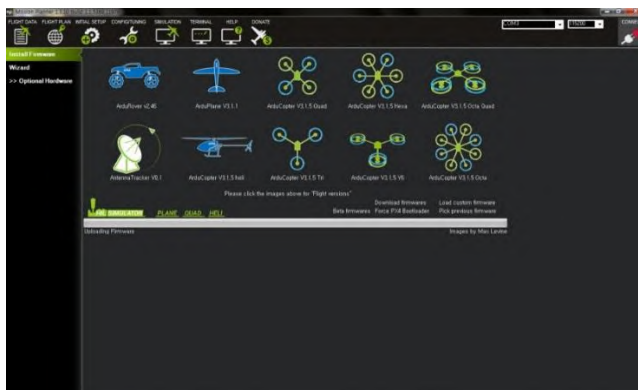 FLIGHT DATA FLIGHT PLAN INITIAL SETUP CONFIG/TUNING SIMULATION TERMINAL HELP DONATE
COM43 115200
Install Firmware
Wizard
>> Optional Hardware
ArduRover v2.46 ArduPlane V3.1.1 ArduCopter V3.1.5 Quad ArduCopter V3.1.5 Hexa ArduCopter V3.1.5 Octa Quad
AntennaTracker V0.1 ArduCopter V3.1.5 heli ArduCopter V3.1.5 Tri ArduCopter V3.1.5 Y6 ArduCopter V3.1.5 Octa
Please click the images above for "Flight versions"
Download firmwares Load custom firmware
SIMULATION PLANE QUAD HELI Beta firmwares Force PX4 Bootloader Pick previous firmware
Uploading Firmware Images by Max Levine